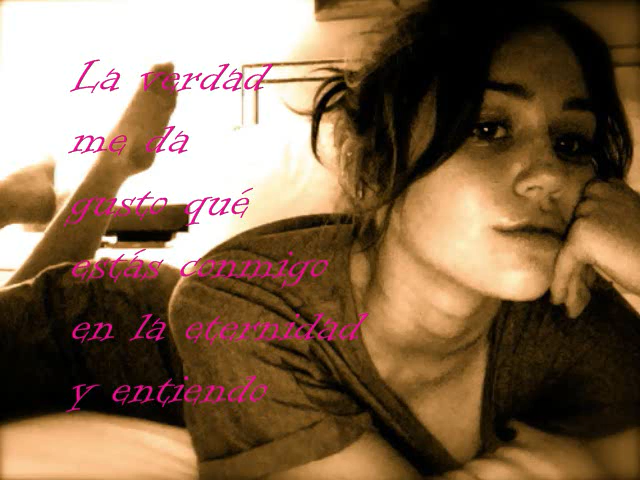 La verdad
me da
gusto qué
estás conmigo
en la eternidad
y entiendo